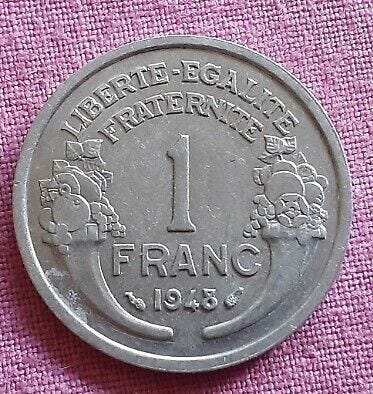 LIBERTE-EGALITE
FRATERNITE
1
FRANC
1948